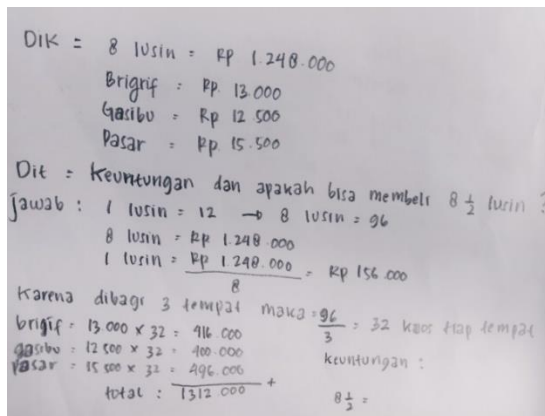 DIK = 8 lusin = Rp 1.248.000
Brigrif : Rp. 13.000
Gasibu = Rp 12.500
Pasar = Rp. 15.500
Dit = Keuntungan dan apakah bisa membeli 8 1/2 lusin ?
jawab : 1 lusin = 12 → 8 lusin = 96
8 lusin = Rp 1.248.000
1 lusin = Rp 1.248.000 / 8 = Rp 156.000
Karena dibagi 3 tempat maka = 96 / 3 = 32 kaos tiap tempat
brigif = 13.000 x 32 = 416.000
gasibu = 12 500 x 32 = 400.000
keuntungan :
Pasar = 15 500 x 32 = 496.000 +
total : 1312.000
8 1/2 =